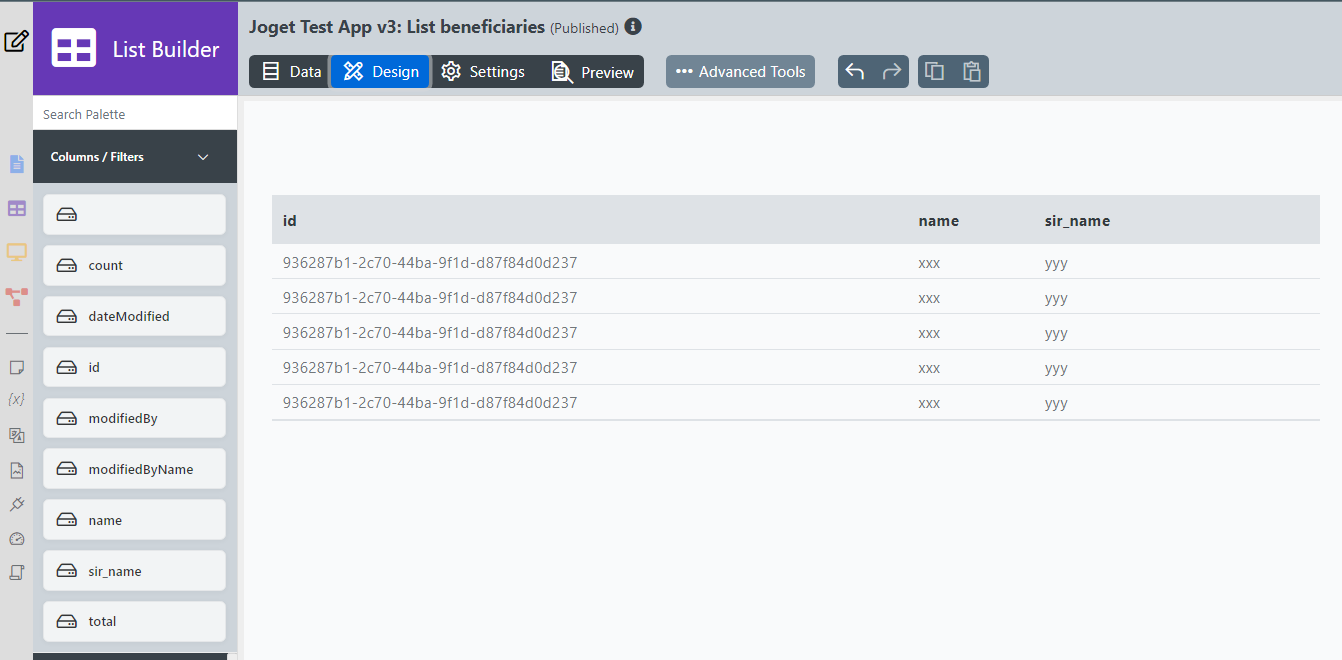 List Builder
Joget Test App v3: List beneficiaries (Published)
Data
Design
Settings
Preview
Advanced Tools
Search Palette
Columns / Filters
count
dateModified
id
modifiedBy
modifiedByName
name
sir_name
total
{x}
id name sir_name
936287b1-2c70-44ba-9f1d-d87f84d0d237 xxx yyy
936287b1-2c70-44ba-9f1d-d87f84d0d237 xxx yyy
936287b1-2c70-44ba-9f1d-d87f84d0d237 xxx yyy
936287b1-2c70-44ba-9f1d-d87f84d0d237 xxx yyy
936287b1-2c70-44ba-9f1d-d87f84d0d237 xxx yyy